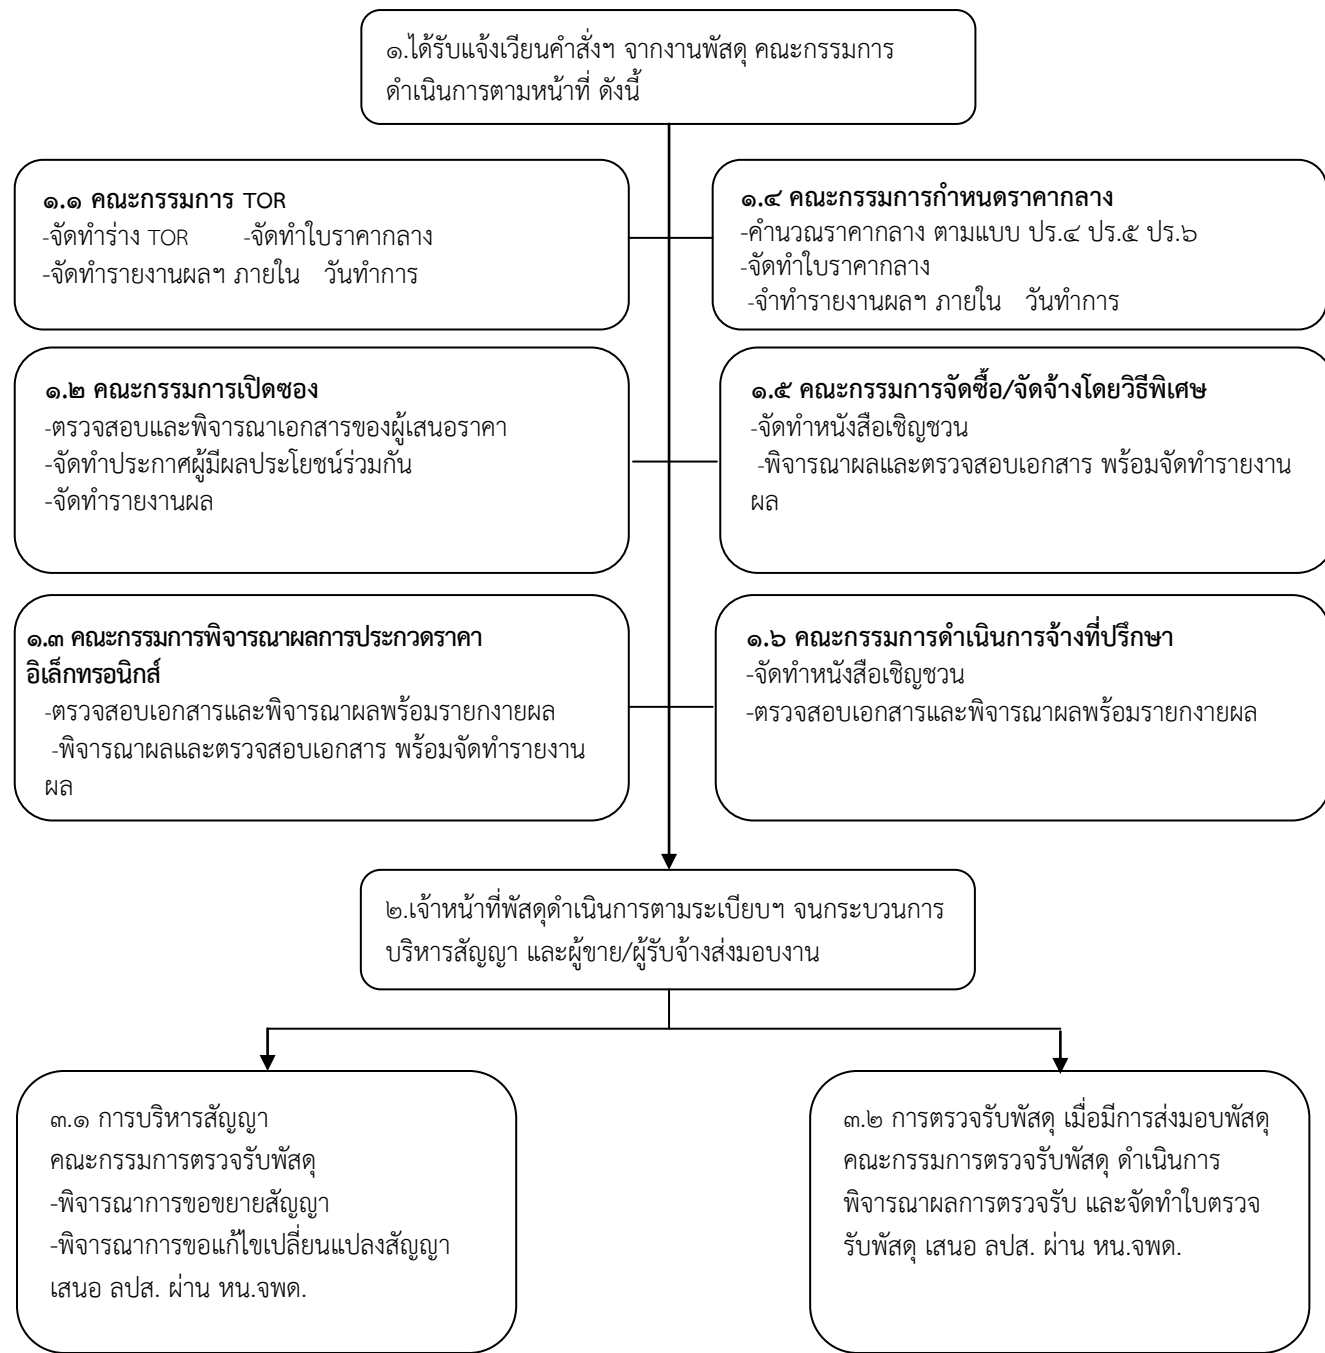 ๑.ได้รับแจ้งเวียนคำสั่งฯ จากงานพัสดุ คณะกรรมการ
ดำเนินการตามหน้าที่ ดังนี้
๑.๑ คณะกรรมการ TOR
-จัดทำร่าง TOR -จัดทำใบราคากลาง
-จัดทำรายงานผลฯ ภายใน วันทำการ
๑.๔ คณะกรรมการกำหนดราคากลาง
-คำนวณราคากลาง ตามแบบ ปร.๔ ปร.๕ ปร.๖
-จัดทำใบราคากลาง
-จำทำรายงานผลฯ ภายใน วันทำการ
๑.๒ คณะกรรมการเปิดซอง
-ตรวจสอบและพิจารณาเอกสารของผู้เสนอราคา
-จัดทำประกาศผู้มีผลประโยชน์ร่วมกัน
-จัดทำรายงานผล
๑.๕ คณะกรรมการจัดซื้อ/จัดจ้างโดยวิธีพิเศษ
-จัดทำหนังสือเชิญชวน
-พิจารณาผลและตรวจสอบเอกสาร พร้อมจัดทำรายงาน
ผล
๑.๓ คณะกรรมการพิจารณาผลการประกวดราคา
อิเล็กทรอนิกส์
-ตรวจสอบเอกสารและพิจารณาผลพร้อมรายกงายผล
-พิจารณาผลและตรวจสอบเอกสาร พร้อมจัดทำรายงาน
ผล
๑.๖ คณะกรรมการดำเนินการจ้างที่ปรึกษา
-จัดทำหนังสือเชิญชวน
-ตรวจสอบเอกสารและพิจารณาผลพร้อมรายกงายผล
๒.เจ้าหน้าที่พัสดุดำเนินการตามระเบียบฯ จนกระบวนการ
บริหารสัญญา และผู้ขาย/ผู้รับจ้างส่งมอบงาน
๓.๑ การบริหารสัญญา
คณะกรรมการตรวจรับพัสดุ
-พิจารณาการขอขยายสัญญา
-พิจารณาการขอแก้ไขเปลี่ยนแปลงสัญญา
เสนอ ลปส. ผ่าน หน.จพด.
๓.๒ การตรวจรับพัสดุ เมื่อมีการส่งมอบพัสดุ
คณะกรรมการตรวจรับพัสดุ ดำเนินการ
พิจารณาผลการตรวจรับ และจัดทำใบตรวจ
รับพัสดุ เสนอ ลปส. ผ่าน หน.จพด.